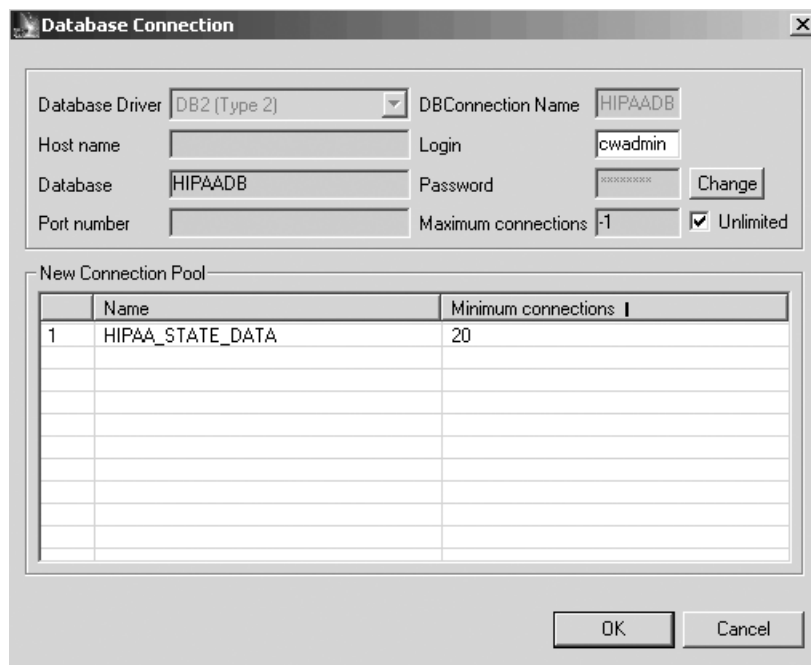 Database Connection
Database Driver DB2 (Type 2) DBConnection Name HIPAADB
Host name Login cwadmin
Database HIPAADB Password ******** Change
Port number Maximum connections -1 Unlimited
New Connection Pool
Name Minimum connections
1 HIPAA_STATE_DATA 20
OK Cancel